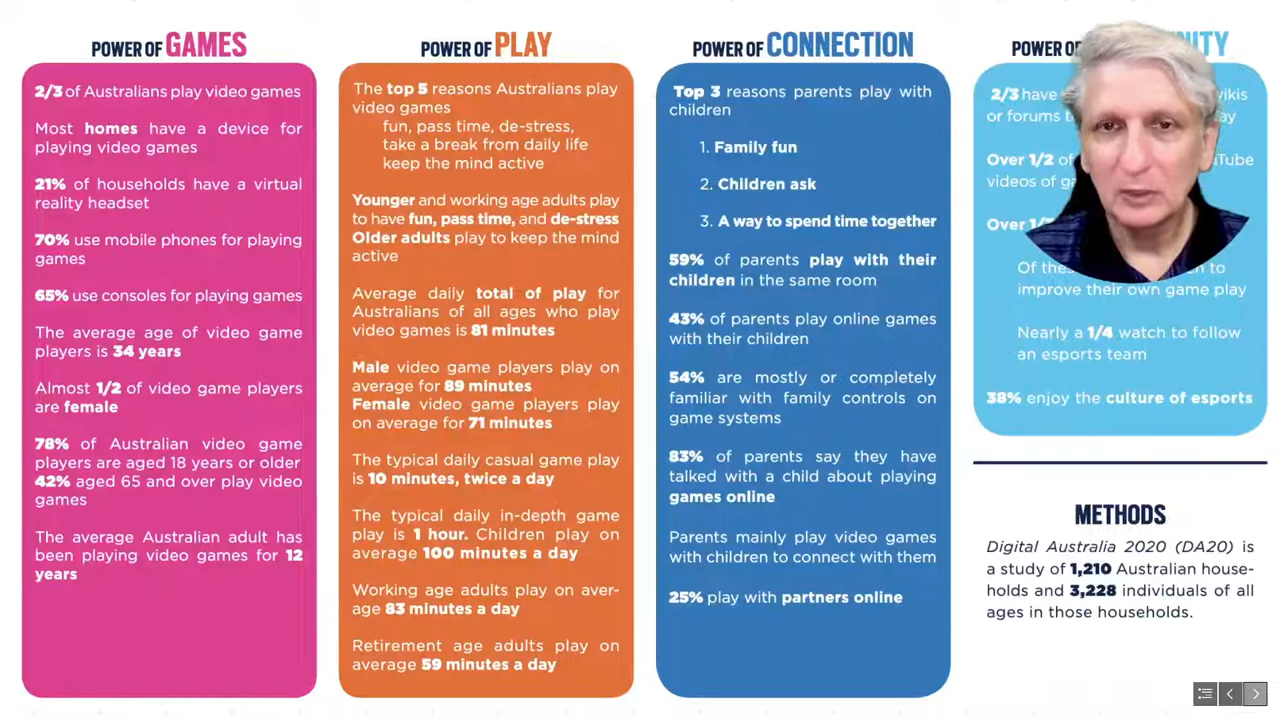 POWER OF GAMES
2/3 of Australians play video games
Most homes have a device for
playing video games
21% of households have a virtual
reality headset
70% use mobile phones for playing
games
65% use consoles for playing games
The average age of video game
players is 34 years
Almost 1/2 of video game players
are female
78% of Australian video game
players are aged 18 years or older
42% aged 65 and over play video
games
The average Australian adult has
been playing video games for 12
years
POWER OF PLAY
The top 5 reasons Australians play
video games
fun, pass time, de-stress,
take a break from daily life
keep the mind active
Younger and working age adults play
to have fun, pass time, and de-stress
Older adults play to keep the mind
active
Average daily total of play for
Australians of all ages who play
video games is 81 minutes
Male video game players play on
average for 89 minutes
Female video game players play
on average for 71 minutes
The typical daily casual game play
is 10 minutes, twice a day
The typical daily in-depth game
play is 1 hour. Children play on
average 100 minutes a day
Working age adults play on aver-
age 83 minutes a day
Retirement age adults play on
average 59 minutes a day
POWER OF CONNECTION
Top 3 reasons parents play with
children
1. Family fun
2. Children ask
3. A way to spend time together
59% of parents play with their
children in the same room
43% of parents play online games
with their children
54% are mostly or completely
familiar with family controls on
game systems
83% of parents say they have
talked with a child about playing
games online
Parents mainly play video games
with children to connect with them
25% play with partners online
POWER
2/3 have
or forums
Over 1/2 of
videos of
Over
Of
to
improve their own game play
Nearly a 1/4 watch to follow
an esports team
38% enjoy the culture of esports
METHODS
Digital Australia 2020 (DA20) is
a study of 1,210 Australian house-
holds and 3,228 individuals of all
ages in those households.